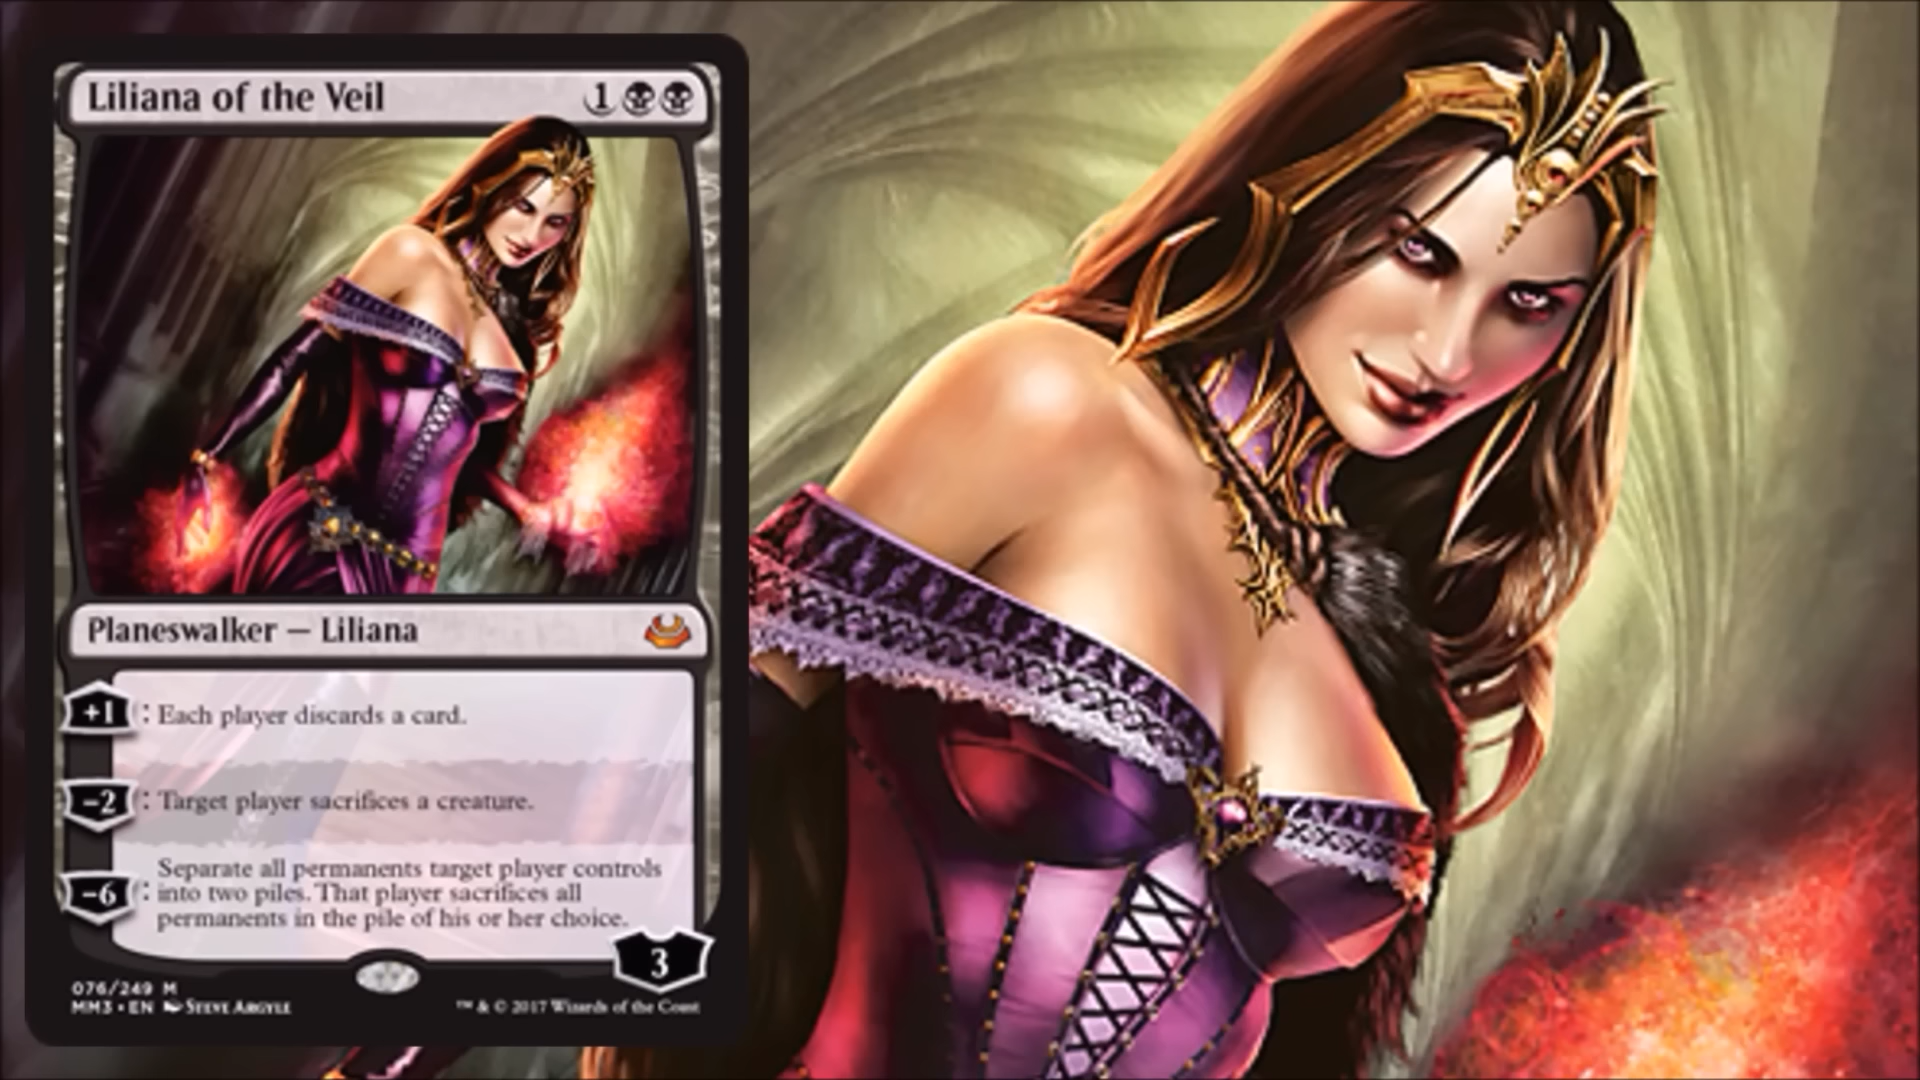 Liliana of the Veil 1
Planeswalker — Liliana
+1 : Each player discards a card.
-2 : Target player sacrifices a creature.
Separate all permanents target player controls
-6 : into two piles. That player sacrifices all
permanents in the pile of his or her choice.
3
076/249 M
MM3 • EN Steve Argyle
™ & © 2017 Wizards of the Coast